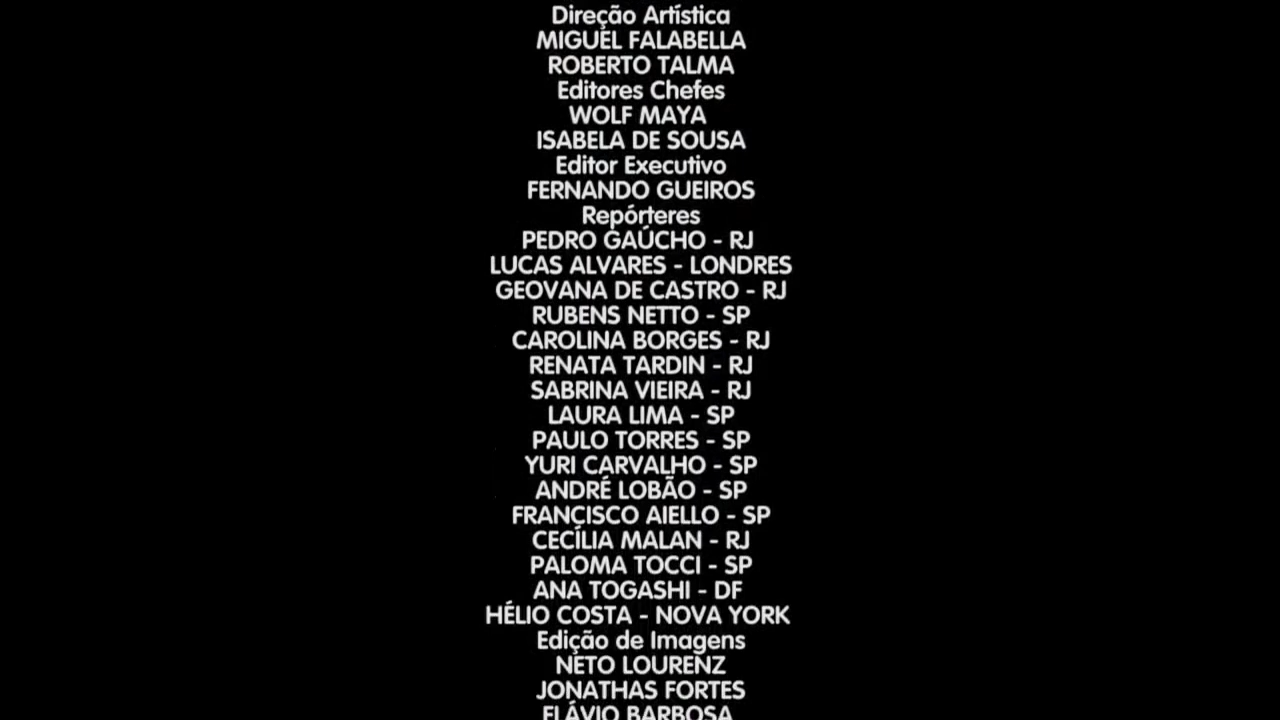 Direção Artística
MIGUEL FALABELLA
ROBERTO TALMA
Editores Chefes
WOLF MAYA
ISABELA DE SOUSA
Editor Executivo
FERNANDO GUEIROS
Repórteres
PEDRO GAÚCHO - RJ
LUCAS ALVARES - LONDRES
GEOVANA DE CASTRO - RJ
RUBENS NETTO - SP
CAROLINA BORGES - RJ
RENATA TARDIN - RJ
SABRINA VIEIRA - RJ
LAURA LIMA - SP
PAULO TORRES - SP
YURI CARVALHO - SP
ANDRÉ LOBÃO - SP
FRANCISCO AIELLO - SP
CECÍLIA MALAN - RJ
PALOMA TOCCI - SP
ANA TOGASHI - DF
HÉLIO COSTA - NOVA YORK
Edição de Imagens
NETO LOURENZ
JONATHAS FORTES
FLÁVIO BARBOSA